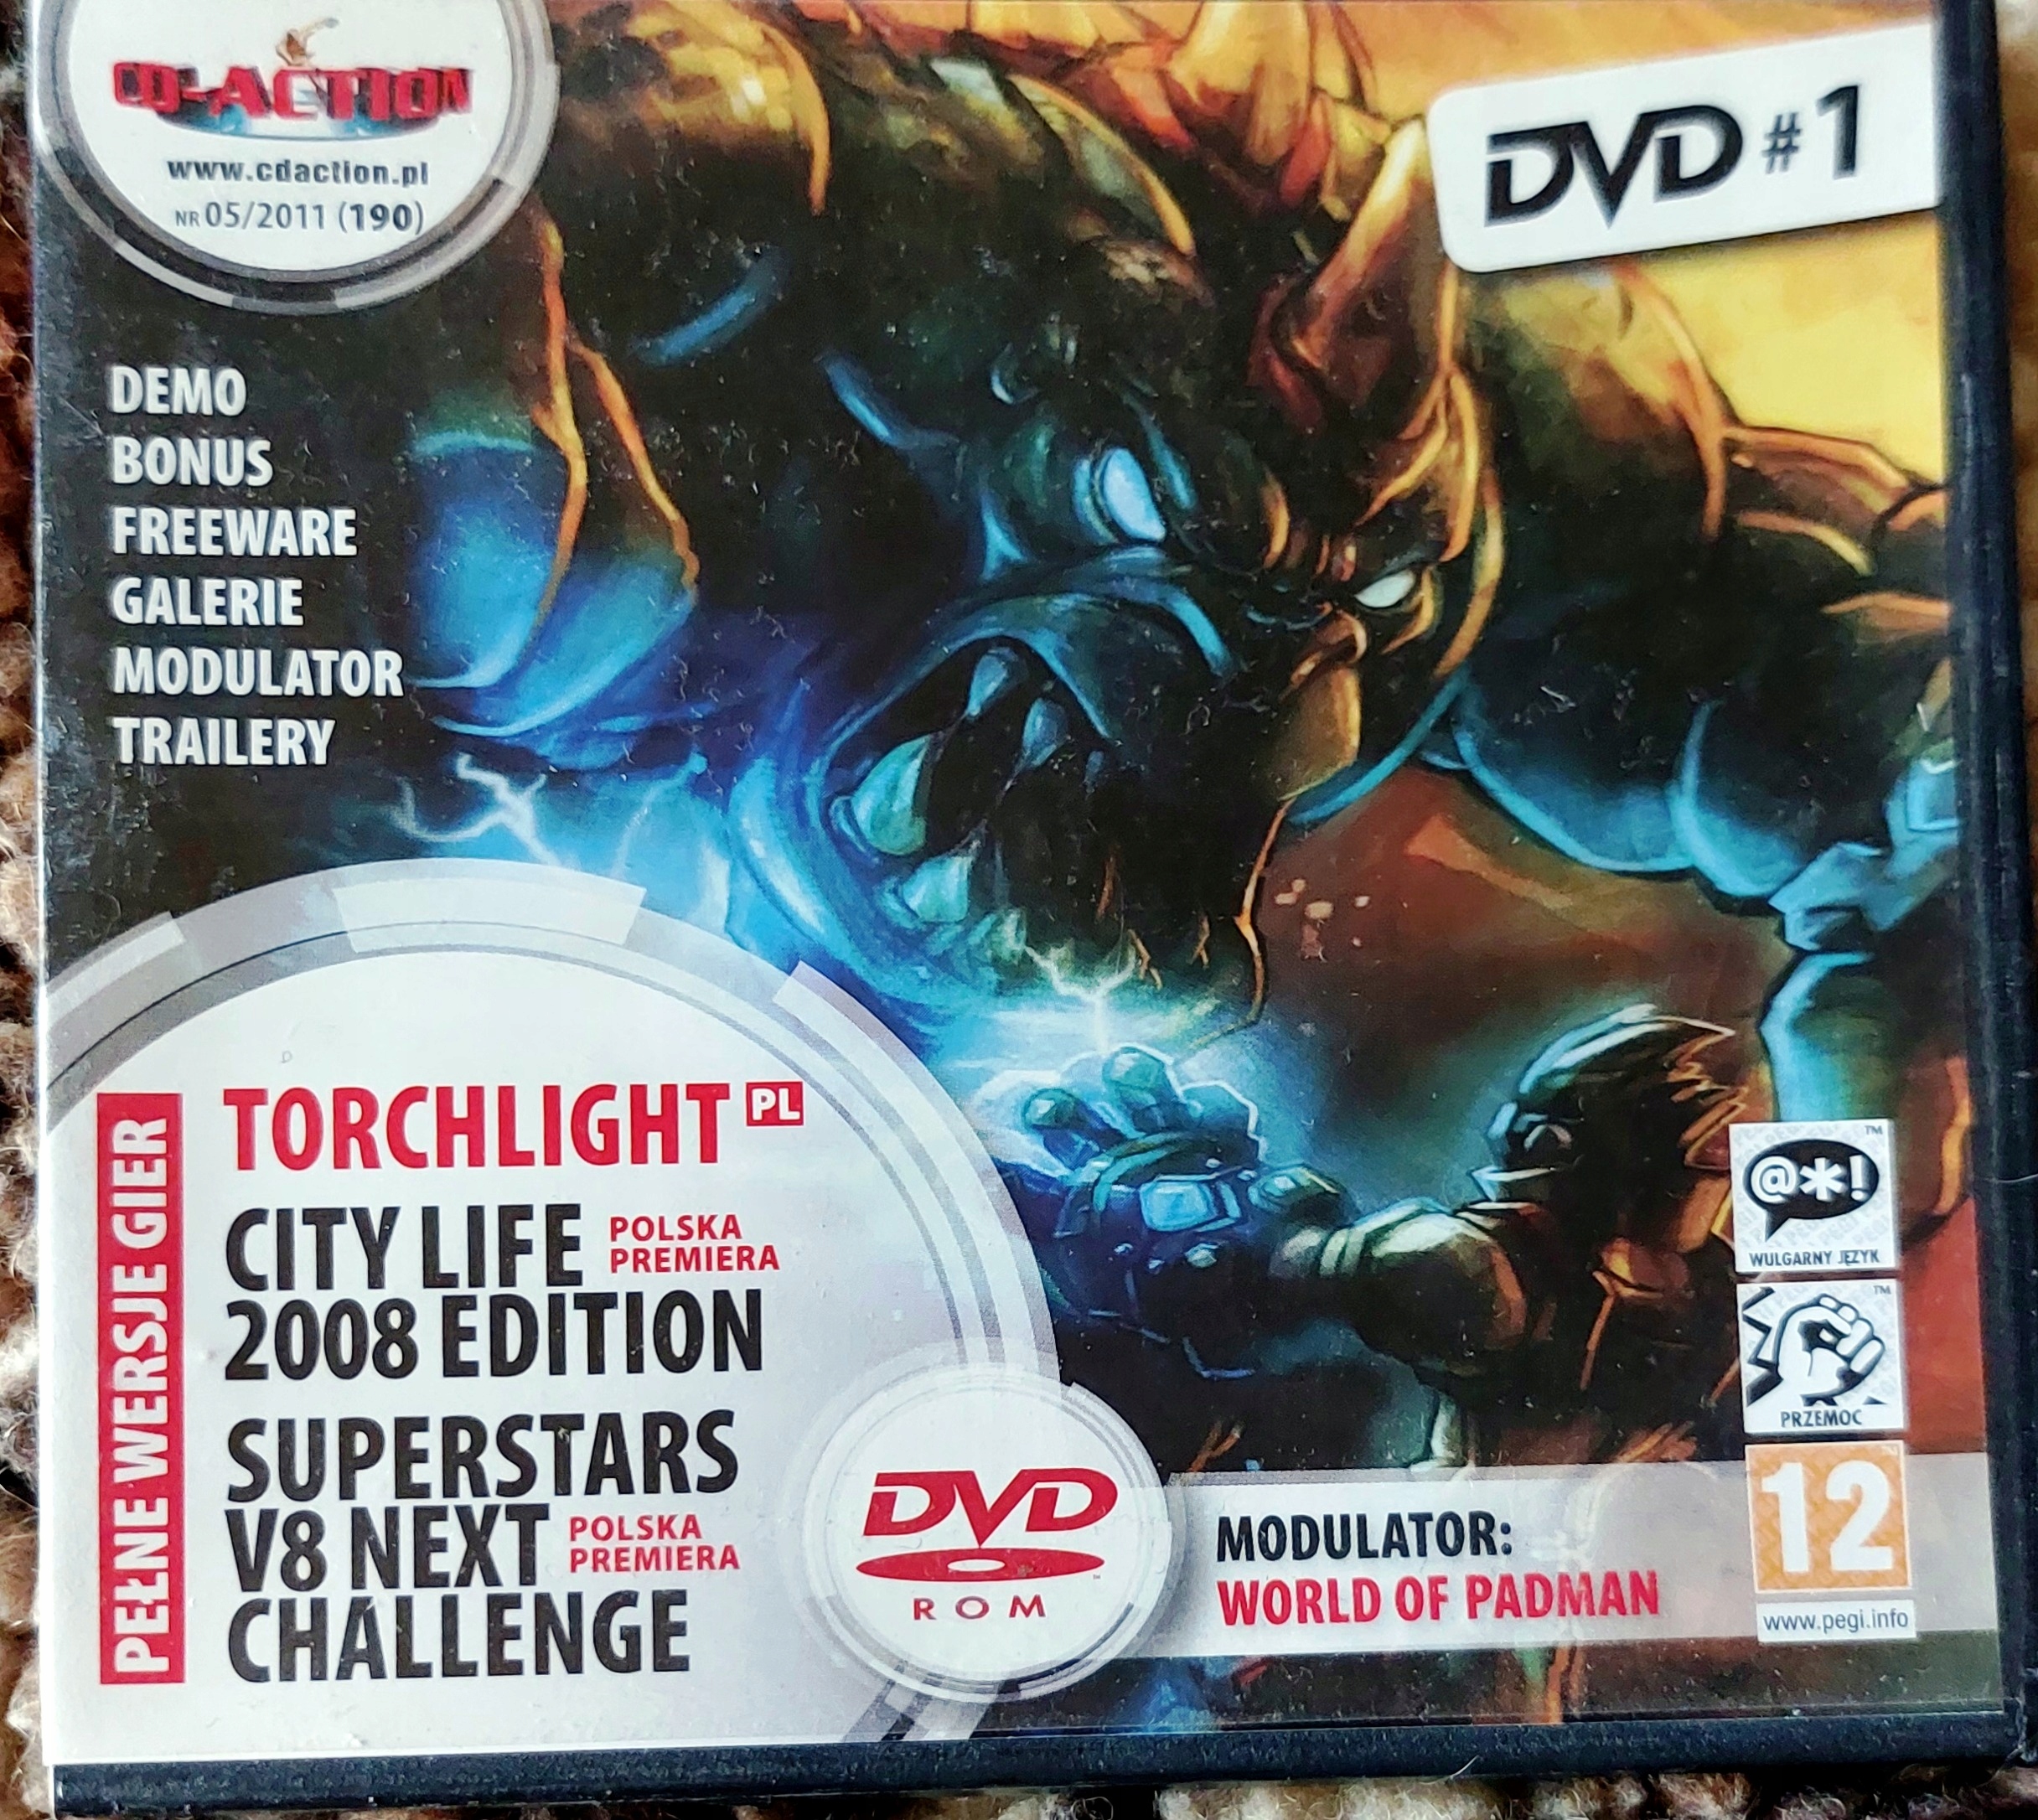 CD-ACTION
www.cdaction.pl
NR 05/2011 (190)
DVD #1
DEMO
BONUS
FREEWARE
GALERIE
MODULATOR
TRAILERY
PEŁNE WERSJE GIER
TORCHLIGHT PL
CITY LIFE POLSKA PREMIERA
2008 EDITION
SUPERSTARS
V8 NEXT POLSKA PREMIERA
CHALLENGE
DVD
ROM
MODULATOR:
WORLD OF PADMAN
@*!
WULGARNY JĘZYK
PRZEMOC
12
www.pegi.info